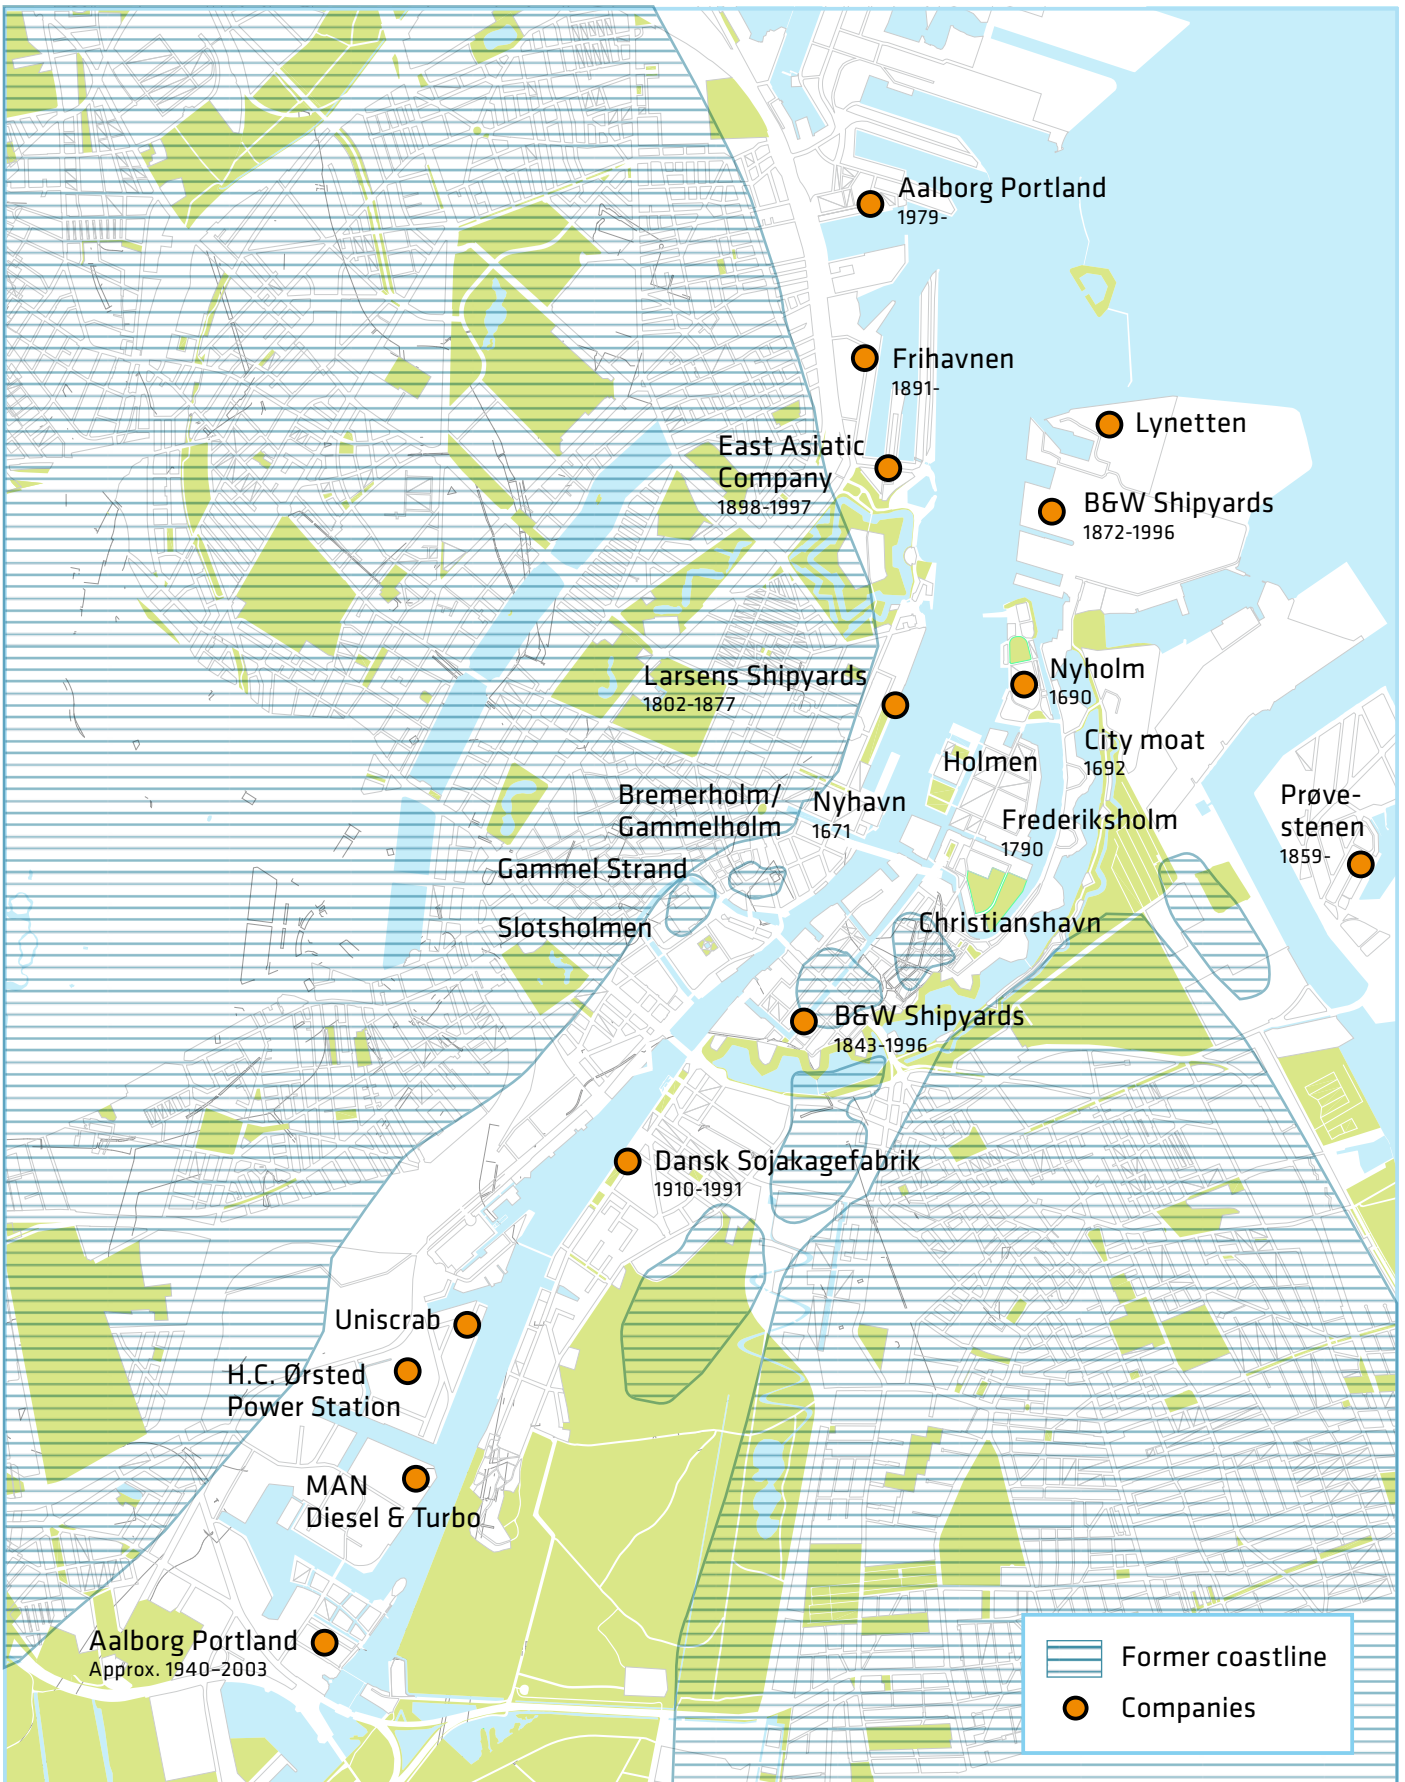 Aalborg Portland
1979-
Frihavnen
1891-
Lynetten
East Asiatic
Company
1898-1997
B&W Shipyards
1872-1996
Larsens Shipyards
1802-1877
Nyholm
1690
City moat
1692
Holmen
Bremerholm/
Gammelholm
Nyhavn
1671
Frederiksholm
1790
Prøve-
stenen
1859-
Gammel Strand
Slotsholmen
Christianshavn
B&W Shipyards
1843-1996
Dansk Sojakagefabrik
1910-1991
Uniscrab
H.C. Ørsted
Power Station
MAN
Diesel & Turbo
Aalborg Portland
Approx. 1940–2003
Former coastline
Companies